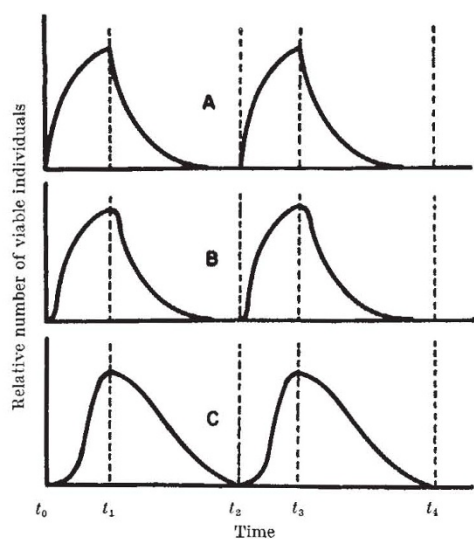 Relative number of viable individuals
A
B
C
t₀ t₁ t₂ t₃ t₄
Time